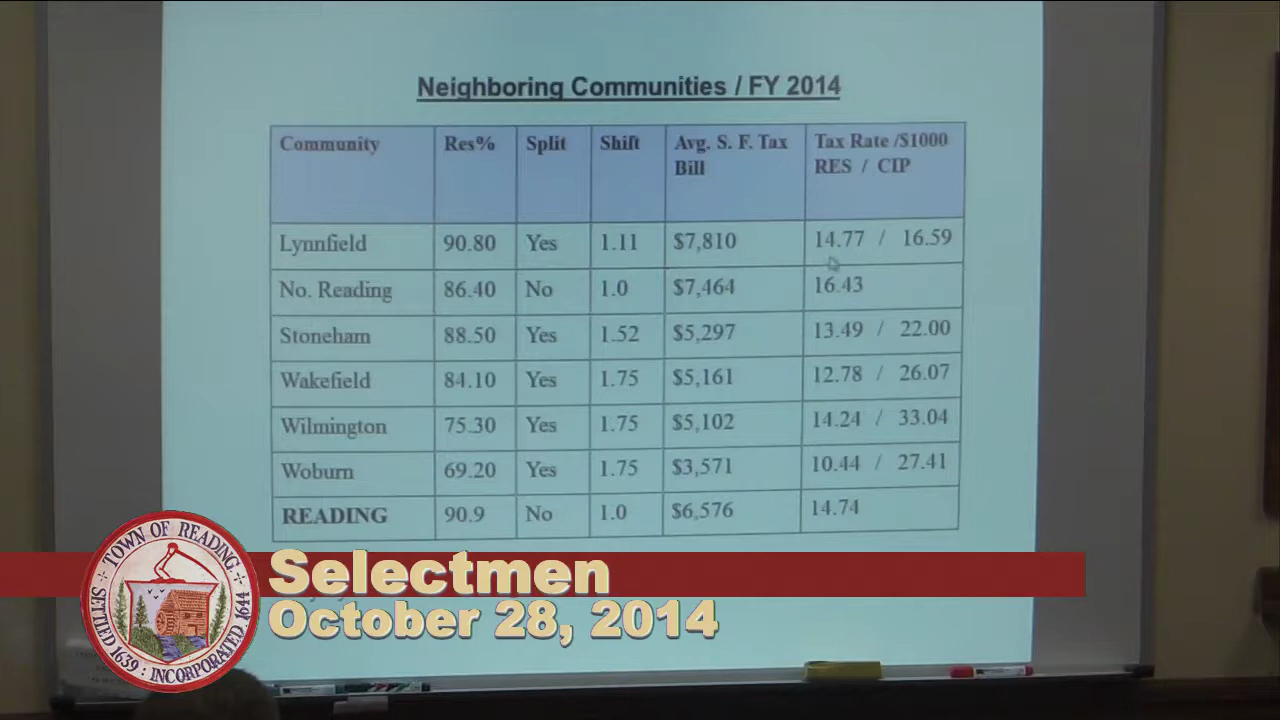 Neighboring Communities / FY 2014
Community Res% Split Shift Avg. S. F. Tax Bill Tax Rate /$1000 RES / CIP
Lynnfield 90.80 Yes 1.11 $7,810 14.77 / 16.59
No. Reading 86.40 No 1.0 $7,464 16.43
Stoneham 88.50 Yes 1.52 $5,297 13.49 / 22.00
Wakefield 84.10 Yes 1.75 $5,161 12.78 / 26.07
Wilmington 75.30 Yes 1.75 $5,102 14.24 / 33.04
Woburn 69.20 Yes 1.75 $3,571 10.44 / 27.41
READING 90.9 No 1.0 $6,576 14.74
TOWN OF READING
SETTLED 1639 : INCORPORATED 1644
Selectmen
October 28, 2014